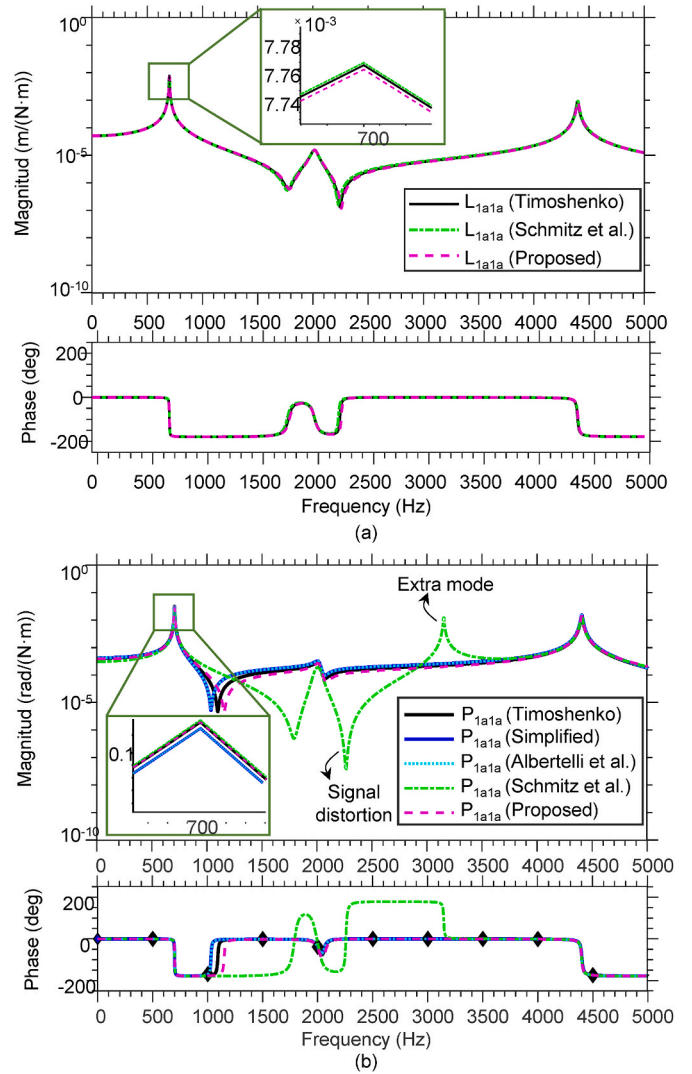 10⁰
10⁻⁵
10⁻¹⁰
Magnitud (m/(N·m))
× 10⁻³
7.78
7.76
7.74
700
L₁ₐ₁ₐ (Timoshenko)
L₁ₐ₁ₐ (Schmitz et al.)
L₁ₐ₁ₐ (Proposed)
0 500 1000 1500 2000 2500 3000 3500 4000 4500 5000
200
0
-200
Phase (deg)
0 500 1000 1500 2000 2500 3000 3500 4000 4500 5000
Frequency (Hz)
(a)
10⁰
10⁻⁵
10⁻¹⁰
Magnitud (rad/(N·m))
Extra mode
0.1
700
Signal
distortion
P₁ₐ₁ₐ (Timoshenko)
P₁ₐ₁ₐ (Simplified)
P₁ₐ₁ₐ (Albertelli et al.)
P₁ₐ₁ₐ (Schmitz et al.)
P₁ₐ₁ₐ (Proposed)
0 500 1000 1500 2000 2500 3000 3500 4000 4500 5000
200
0
-200
Phase (deg)
0 500 1000 1500 2000 2500 3000 3500 4000 4500 5000
Frequency (Hz)
(b)